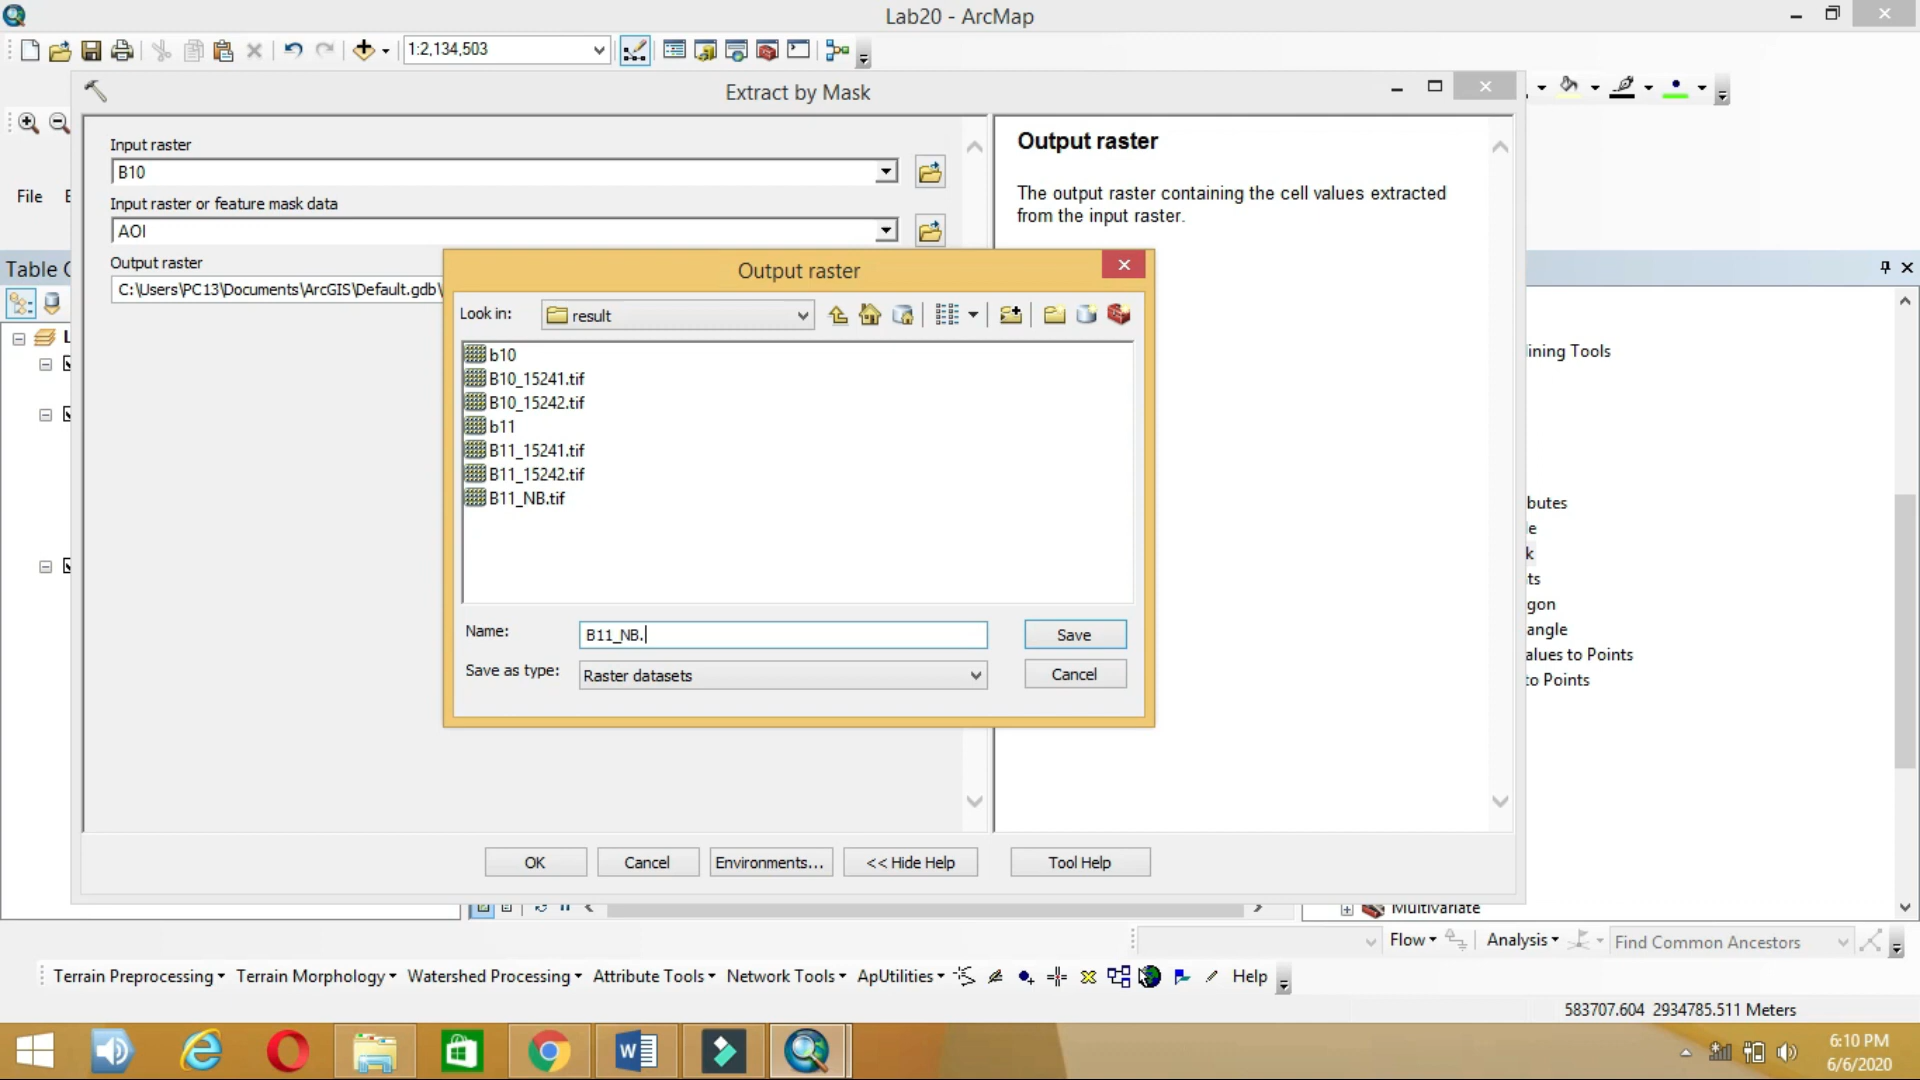 Lab20 - ArcMap
1:2,134,503
Extract by Mask
Input raster
B10
Input raster or feature mask data
AOI
Output raster
C:\Users\PC13\Documents\ArcGIS\Default.gdb\
Output raster
The output raster containing the cell values extracted
from the input raster.
File
Table
Output raster
Look in:
result
b10
B10_15241.tif
B10_15242.tif
b11
B11_15241.tif
B11_15242.tif
B11_NB.tif
Name:
B11_NB.
Save
Save as type:
Raster datasets
Cancel
ining Tools
butes
le
k
ts
gon
angle
alues to Points
to Points
OK
Cancel
Environments...
<< Hide Help
Tool Help
Multivariate
Flow
Analysis
Find Common Ancestors
Terrain Preprocessing
Terrain Morphology
Watershed Processing
Attribute Tools
Network Tools
ApUtilities
Help
583707.604 2934785.511 Meters
6:10 PM
6/6/2020